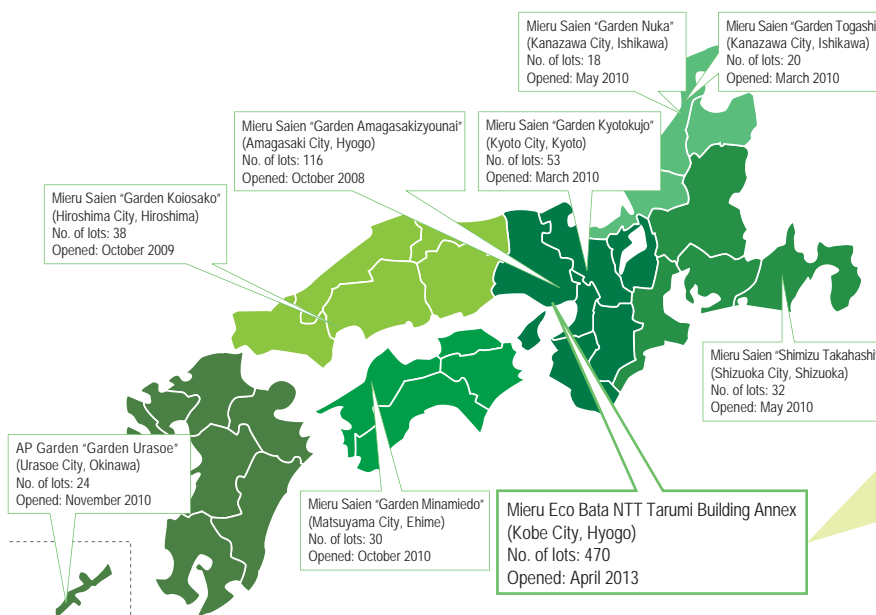 Mieru Saien “Garden Nuka”
(Kanazawa City, Ishikawa)
No. of lots: 18
Opened: May 2010
Mieru Saien “Garden Togashi
(Kanazawa City, Ishikawa)
No. of lots: 20
Opened: March 2010
Mieru Saien “Garden Amagasakizyounai”
(Amagasaki City, Hyogo)
No. of lots: 116
Opened: October 2008
Mieru Saien “Garden Kyotokujo”
(Kyoto City, Kyoto)
No. of lots: 53
Opened: March 2010
Mieru Saien “Garden Koiosako”
(Hiroshima City, Hiroshima)
No. of lots: 38
Opened: October 2009
Mieru Saien “Shimizu Takahashi
(Shizuoka City, Shizuoka)
No. of lots: 32
Opened: May 2010
AP Garden “Garden Urasoe”
(Urasoe City, Okinawa)
No. of lots: 24
Opened: November 2010
Mieru Saien “Garden Minamiedo”
(Matsuyama City, Ehime)
No. of lots: 30
Opened: October 2010
Mieru Eco Bata NTT Tarumi Building Annex
(Kobe City, Hyogo)
No. of lots: 470
Opened: April 2013